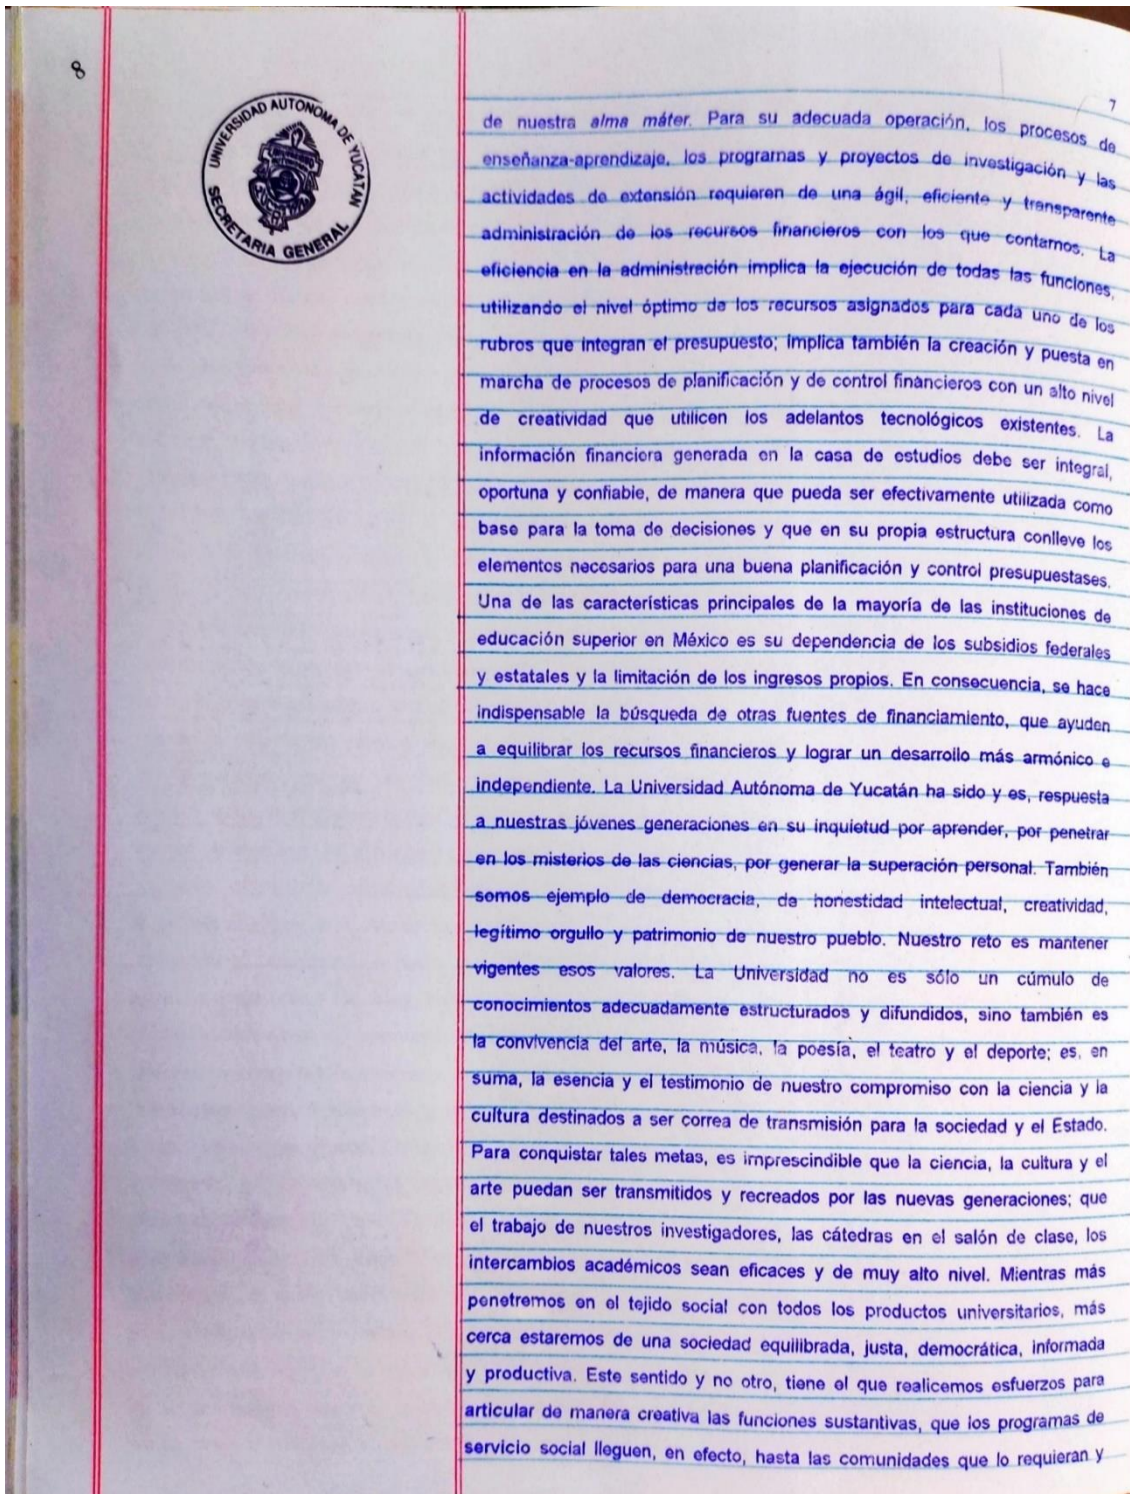 8
UNIVERSIDAD AUTONOMA DE YUCATAN
SECRETARIA GENERAL
7
de nuestra alma máter. Para su adecuada operación, los procesos de
enseñanza-aprendizaje, los programas y proyectos de investigación y las
actividades de extensión requieren de una ágil, eficiente y transparente
administración de los recursos financieros con los que contamos. La
eficiencia en la administración implica la ejecución de todas las funciones,
utilizando el nivel óptimo de los recursos asignados para cada uno de los
rubros que integran el presupuesto; implica también la creación y puesta en
marcha de procesos de planificación y de control financieros con un alto nivel
de creatividad que utilicen los adelantos tecnológicos existentes. La
información financiera generada en la casa de estudios debe ser integral,
oportuna y confiable, de manera que pueda ser efectivamente utilizada como
base para la toma de decisiones y que en su propia estructura conlleve los
elementos necesarios para una buena planificación y control presupuestases.
Una de las características principales de la mayoría de las instituciones de
educación superior en México es su dependencia de los subsidios federales
y estatales y la limitación de los ingresos propios. En consecuencia, se hace
indispensable la búsqueda de otras fuentes de financiamiento, que ayuden
a equilibrar los recursos financieros y lograr un desarrollo más armónico e
independiente. La Universidad Autónoma de Yucatán ha sido y es, respuesta
a nuestras jóvenes generaciones en su inquietud por aprender, por penetrar
en los misterios de las ciencias, por generar la superación personal. También
somos ejemplo de democracia, de honestidad intelectual, creatividad,
legítimo orgullo y patrimonio de nuestro pueblo. Nuestro reto es mantener
vigentes esos valores. La Universidad no es sólo un cúmulo de
conocimientos adecuadamente estructurados y difundidos, sino también es
la convivencia del arte, la música, la poesía, el teatro y el deporte; es, en
suma, la esencia y el testimonio de nuestro compromiso con la ciencia y la
cultura destinados a ser correa de transmisión para la sociedad y el Estado.
Para conquistar tales metas, es imprescindible que la ciencia, la cultura y el
arte puedan ser transmitidos y recreados por las nuevas generaciones; que
el trabajo de nuestros investigadores, las cátedras en el salón de clase, los
intercambios académicos sean eficaces y de muy alto nivel. Mientras más
penetremos en el tejido social con todos los productos universitarios, más
cerca estaremos de una sociedad equilibrada, justa, democrática, informada
y productiva. Este sentido y no otro, tiene el que realicemos esfuerzos para
articular de manera creativa las funciones sustantivas, que los programas de
servicio social lleguen, en efecto, hasta las comunidades que lo requieran y